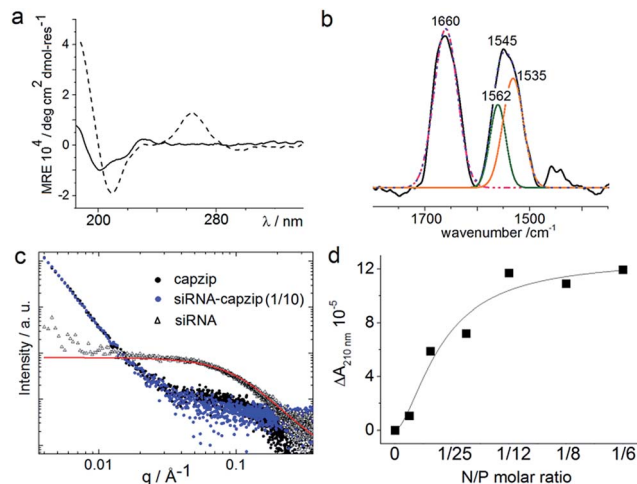 a
MRE 10⁴ / deg cm² dmol-res⁻¹
4
2
0
-2
200
240
280
λ / nm
b
1660
1545
1535
1562
1700
1500
wavenumber /cm⁻¹
c
capzip
siRNA-capzip (1/10)
siRNA
Intensity / a. u.
0.01
0.1
q / Å⁻¹
d
ΔA210 nm 10⁻⁵
12
8
4
0
0
1/25
1/12
1/8
1/6
N/P molar ratio